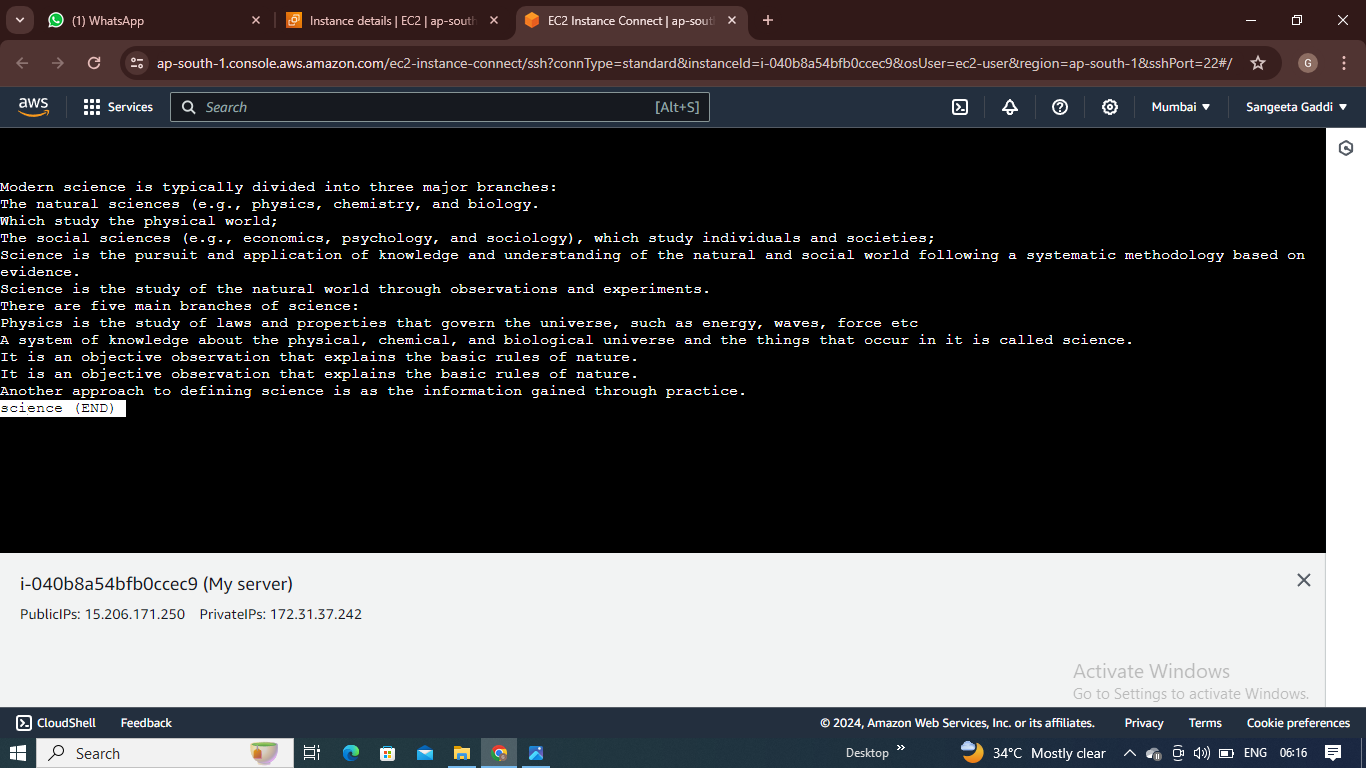 (1) WhatsApp
Instance details | EC2 | ap-south
EC2 Instance Connect | ap-sout
ap-south-1.console.aws.amazon.com/ec2-instance-connect/ssh?connType=standard&instanceId=i-040b8a54bfb0ccec9&osUser=ec2-user&region=ap-south-1&sshPort=22#/
G
aws
Services
Search
[Alt+S]
Mumbai
Sangeeta Gaddi
Modern science is typically divided into three major branches:
The natural sciences (e.g., physics, chemistry, and biology.
Which study the physical world;
The social sciences (e.g., economics, psychology, and sociology), which study individuals and societies;
Science is the pursuit and application of knowledge and understanding of the natural and social world following a systematic methodology based on
evidence.
Science is the study of the natural world through observations and experiments.
There are five main branches of science:
Physics is the study of laws and properties that govern the universe, such as energy, waves, force etc
A system of knowledge about the physical, chemical, and biological universe and the things that occur in it is called science.
It is an objective observation that explains the basic rules of nature.
It is an objective observation that explains the basic rules of nature.
Another approach to defining science is as the information gained through practice.
science (END)
i-040b8a54bfb0ccec9 (My server)
PublicIPs: 15.206.171.250 PrivateIPs: 172.31.37.242
Activate Windows
Go to Settings to activate Windows.
CloudShell
Feedback
© 2024, Amazon Web Services, Inc. or its affiliates.
Privacy
Terms
Cookie preferences
Search
Desktop
34°C Mostly clear
ENG
06:16